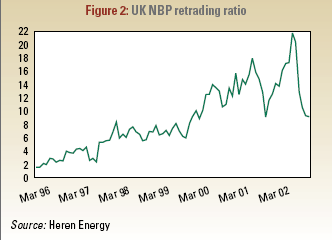 Figure 2: UK NBP retrading ratio
22
20
18
16
14
12
10
8
6
4
2
0
Mar 96
Mar 97
Mar 98
Mar 99
Mar 00
Mar 01
Mar 02
Source: Heren Energy